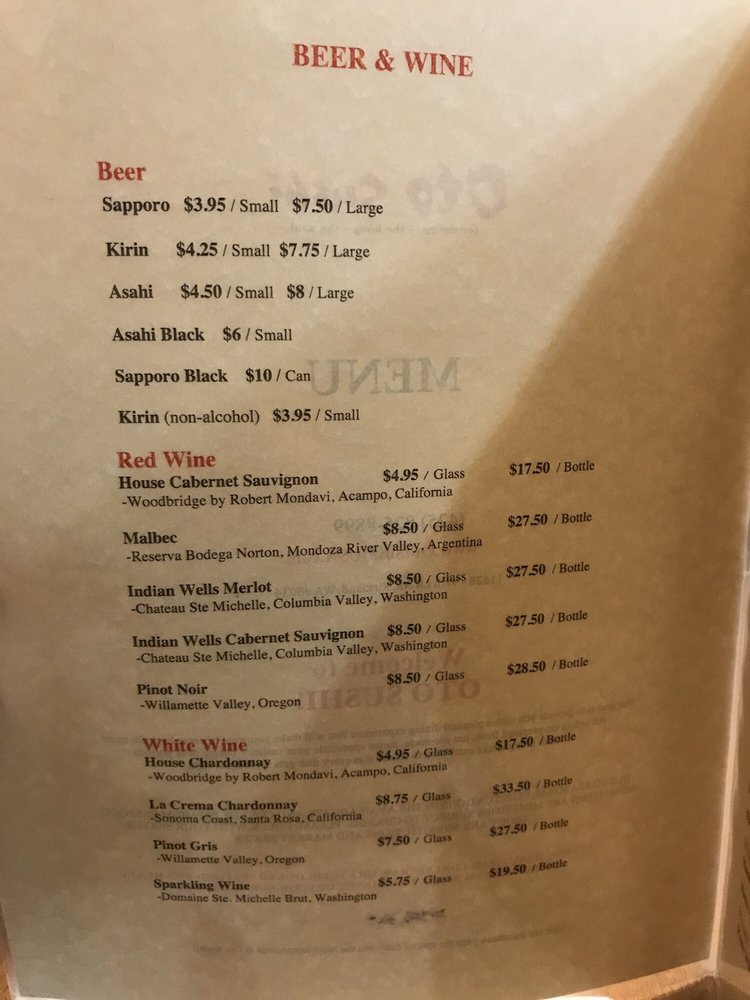 BEER & WINE
Beer
Sapporo $3.95 / Small $7.50 / Large
Kirin $4.25 / Small $7.75 / Large
Asahi $4.50 / Small $8 / Large
Asahi Black $6 / Small
Sapporo Black $10 / Can
Kirin (non-alcohol) $3.95 / Small
Red Wine
House Cabernet Sauvignon $4.95 / Glass $17.50 / Bottle
-Woodbridge by Robert Mondavi, Acampo, California
Malbec $8.50 / Glass $27.50 / Bottle
-Reserva Bodega Norton, Mondoza River Valley, Argentina
Indian Wells Merlot $8.50 / Glass $27.50 / Bottle
-Chateau Ste Michelle, Columbia Valley, Washington
Indian Wells Cabernet Sauvignon $8.50 / Glass $27.50 / Bottle
-Chateau Ste Michelle, Columbia Valley, Washington
Pinot Noir $8.50 / Glass $28.50 / Bottle
-Willamette Valley, Oregon
White Wine
House Chardonnay $4.95 / Glass $17.50 / Bottle
-Woodbridge by Robert Mondavi, Acampo, California
La Crema Chardonnay $8.75 / Glass $33.50 / Bottle
-Sonoma Coast, Santa Rosa, California
Pinot Gris $7.50 / Glass $27.50 / Bottle
-Willamette Valley, Oregon
Sparkling Wine $5.75 / Glass $19.50 / Bottle
-Domaine Ste. Michelle Brut, Washington
MENU
Welcome to
OTO SUSHI